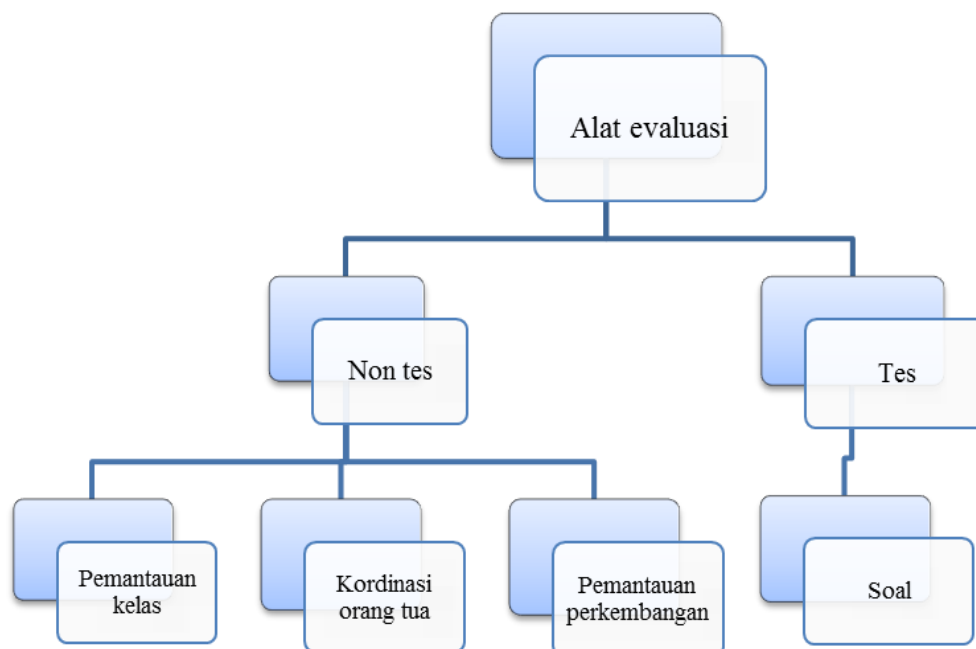 Alat evaluasi
Non tes
Tes
Pemantauan
kelas
Kordinasi
orang tua
Pemantauan
perkembangan
Soal